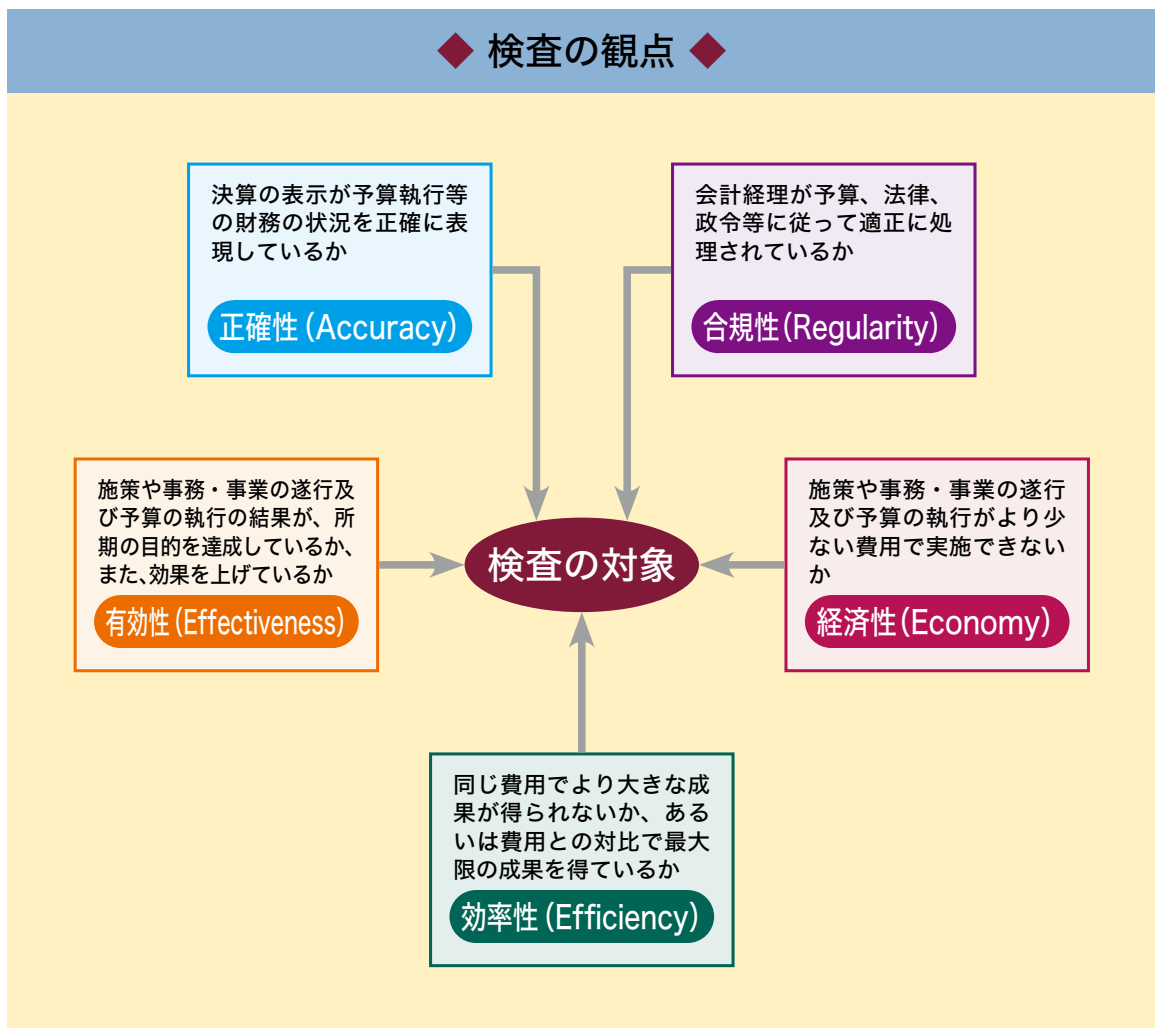 ◆ 検査の観点 ◆
決算の表示が予算執行等
の財務の状況を正確に表
現しているか
正確性(Accuracy)
会計経理が予算、法律、
政令等に従って適正に処
理されているか
合規性(Regularity)
施策や事務・事業の遂行及
び予算の執行の結果が、所
期の目的を達成しているか、
また、効果を上げているか
有効性(Effectiveness)
検査の対象
施策や事務・事業の遂行
及び予算の執行がより少
ない費用で実施できない
か
経済性(Economy)
同じ費用でより大きな成
果が得られないか、ある
いは費用との対比で最大
限の成果を得ているか
効率性(Efficiency)